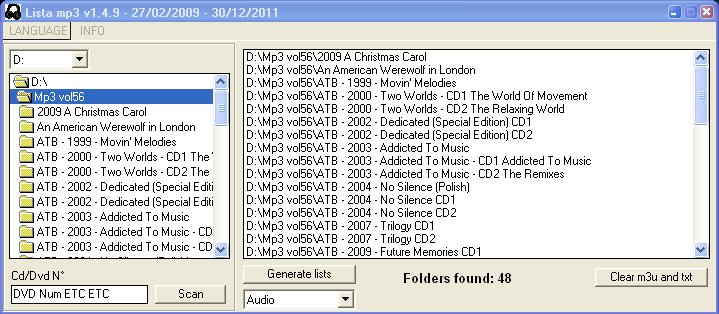 Lista mp3 v1.4.9 - 27/02/2009 - 30/12/2011
LANGUAGE INFO
D:
D:\
Mp3 vol56
2009 A Christmas Carol
An American Werewolf in London
ATB - 1999 - Movin' Melodies
ATB - 2000 - Two Worlds - CD1 The
ATB - 2000 - Two Worlds - CD2 The
ATB - 2002 - Dedicated (Special Editi
ATB - 2002 - Dedicated (Special Editi
ATB - 2003 - Addicted To Music
ATB - 2003 - Addicted To Music - CD
ATB - 2003 - Addicted To Music - CD
Cd/Dvd N°
DVD Num ETC ETC
Scan
D:\Mp3 vol56\2009 A Christmas Carol
D:\Mp3 vol56\An American Werewolf in London
D:\Mp3 vol56\ATB - 1999 - Movin' Melodies
D:\Mp3 vol56\ATB - 2000 - Two Worlds - CD1 The World Of Movement
D:\Mp3 vol56\ATB - 2000 - Two Worlds - CD2 The Relaxing World
D:\Mp3 vol56\ATB - 2002 - Dedicated (Special Edition) CD1
D:\Mp3 vol56\ATB - 2002 - Dedicated (Special Edition) CD2
D:\Mp3 vol56\ATB - 2003 - Addicted To Music
D:\Mp3 vol56\ATB - 2003 - Addicted To Music - CD1 Addicted To Music
D:\Mp3 vol56\ATB - 2003 - Addicted To Music - CD2 The Remixes
D:\Mp3 vol56\ATB - 2004 - No Silence (Polish)
D:\Mp3 vol56\ATB - 2004 - No Silence CD1
D:\Mp3 vol56\ATB - 2004 - No Silence CD2
D:\Mp3 vol56\ATB - 2007 - Trilogy CD1
D:\Mp3 vol56\ATB - 2007 - Trilogy CD2
D:\Mp3 vol56\ATB - 2009 - Future Memories CD1
Generate lists
Folders found: 48
Clear m3u and txt
Audio